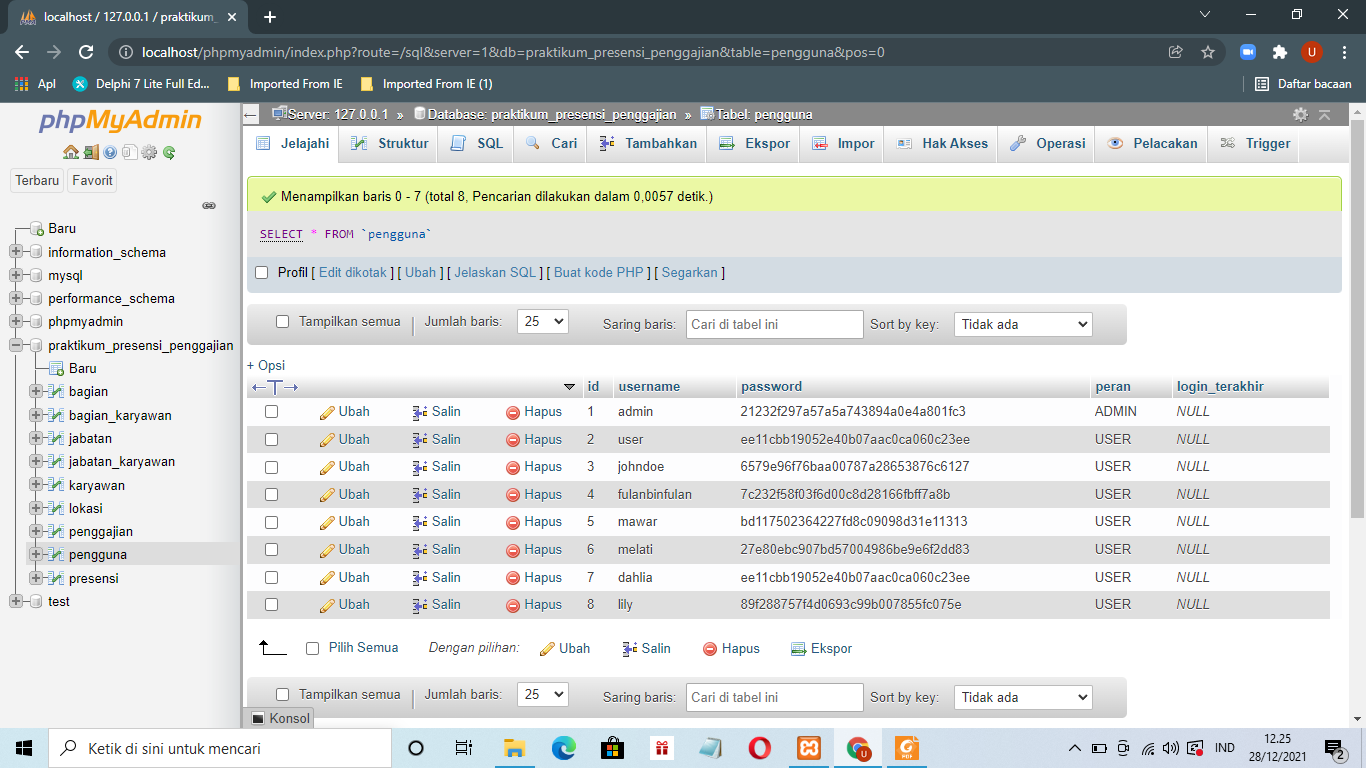 localhost / 127.0.0.1 / praktikum_
localhost/phpmyadmin/index.php?route=/sql&server=1&db=praktikum_presensi_penggajian&table=pengguna&pos=0
U
Apl Delphi 7 Lite Full Ed... Imported From IE Imported From IE (1) Daftar bacaan
phpMyAdmin
Terbaru Favorit
Baru
information_schema
mysql
performance_schema
phpmyadmin
praktikum_presensi_penggajian
Baru
bagian
bagian_karyawan
jabatan
jabatan_karyawan
karyawan
lokasi
penggajian
pengguna
presensi
test
Server: 127.0.0.1 » Database: praktikum_presensi_penggajian » Tabel: pengguna
Jelajahi Struktur SQL Cari Tambahkan Ekspor Impor Hak Akses Operasi Pelacakan Trigger
Menampilkan baris 0 - 7 (total 8, Pencarian dilakukan dalam 0,0057 detik.)
SELECT * FROM `pengguna`
Profil [ Edit dikotak ] [ Ubah ] [ Jelaskan SQL ] [ Buat kode PHP ] [ Segarkan ]
Tampilkan semua | Jumlah baris: 25 Saring baris: Cari di tabel ini Sort by key: Tidak ada
+ Opsi
←T→ id username password peran login_terakhir
Ubah Salin Hapus 1 admin 21232f297a57a5a743894a0e4a801fc3 ADMIN NULL
Ubah Salin Hapus 2 user ee11cbb19052e40b07aac0ca060c23ee USER NULL
Ubah Salin Hapus 3 johndoe 6579e96f76baa00787a28653876c6127 USER NULL
Ubah Salin Hapus 4 fulanbinfulan 7c232f58f03f6d00c8d28166fbff7a8b USER NULL
Ubah Salin Hapus 5 mawar bd117502364227fd8c09098d31e11313 USER NULL
Ubah Salin Hapus 6 melati 27e80ebc907bd57004986be9e6f2dd83 USER NULL
Ubah Salin Hapus 7 dahlia ee11cbb19052e40b07aac0ca060c23ee USER NULL
Ubah Salin Hapus 8 lily 89f288757f4d0693c99b007855fc075e USER NULL
Pilih Semua Dengan pilihan: Ubah Salin Hapus Ekspor
Tampilkan semua | Jumlah baris: 25 Saring baris: Cari di tabel ini Sort by key: Tidak ada
Konsol
Ketik di sini untuk mencari
U
PDF
IND
12.25
28/12/2021
2